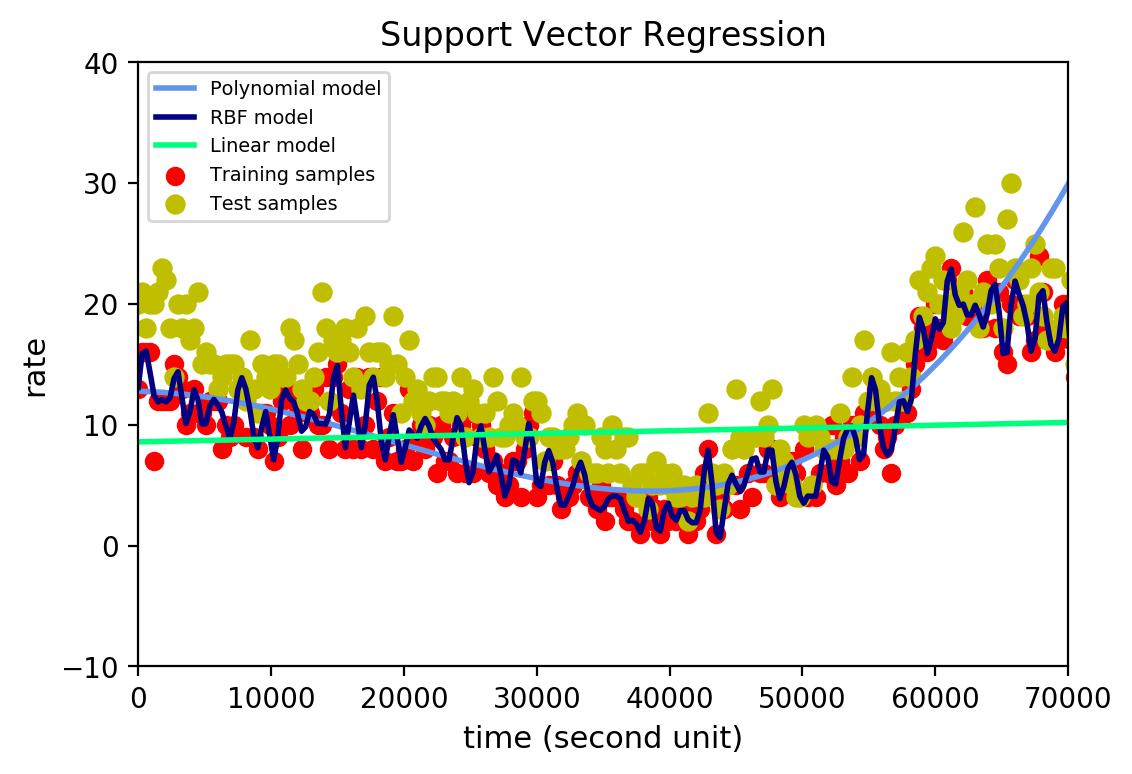 Support Vector Regression
40
30
20
10
0
−10
rate
Polynomial model
RBF model
Linear model
Training samples
Test samples
0 10000 20000 30000 40000 50000 60000 70000
time (second unit)